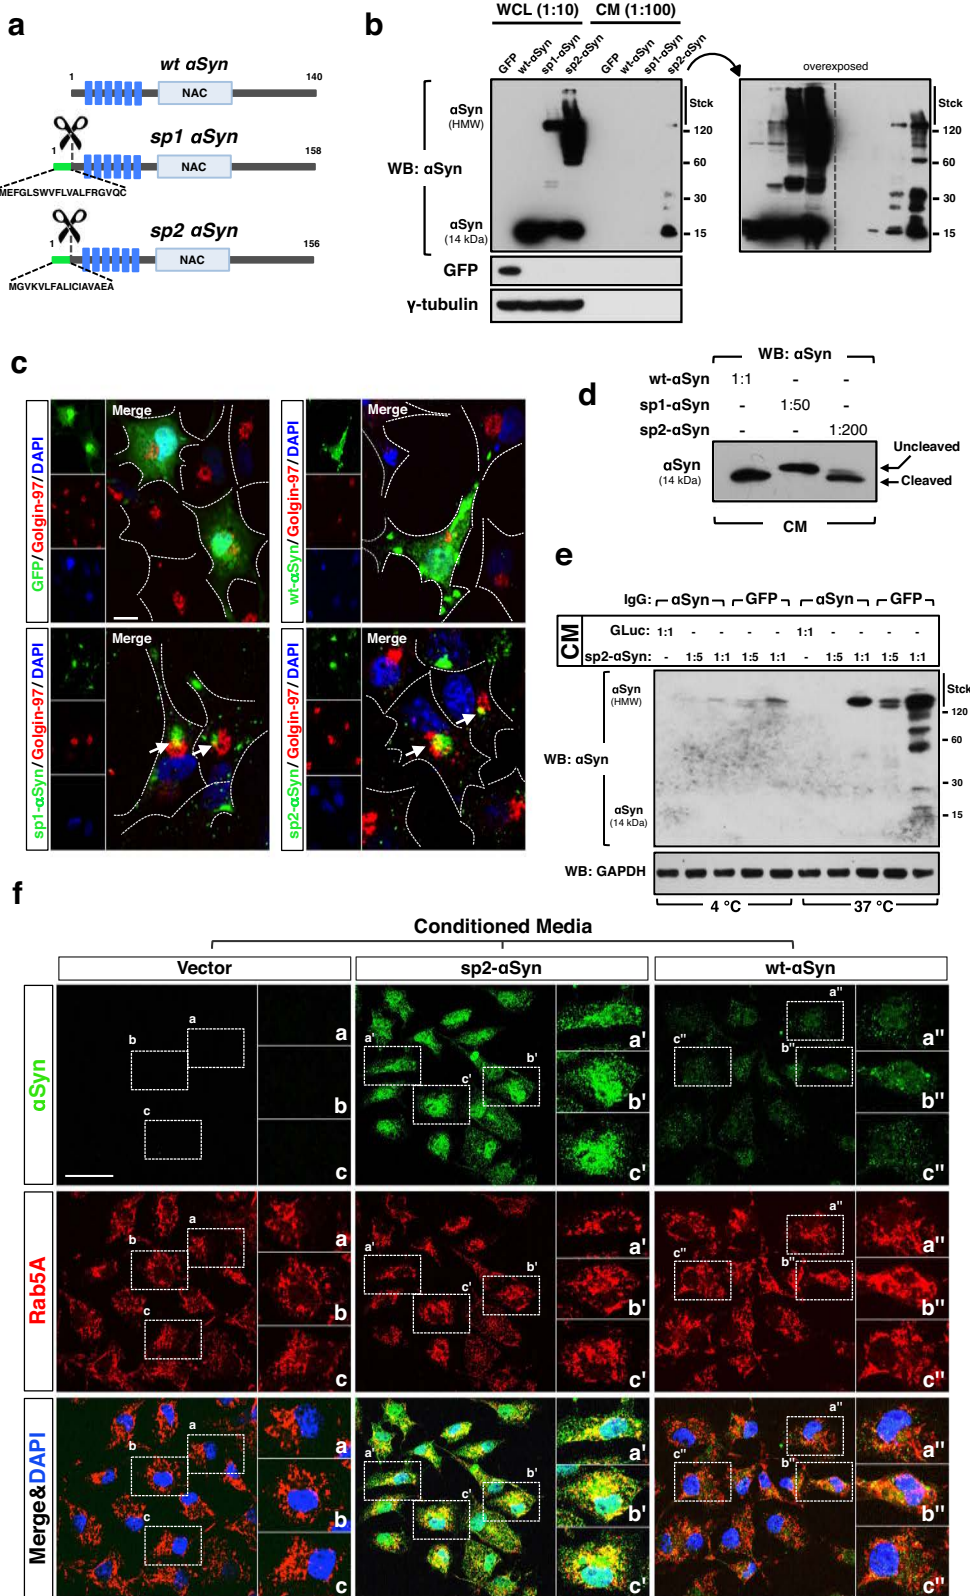 a
wt αSyn
1
140
NAC
sp1 αSyn
1
158
NAC
MEFGLSWVFLVALFRGVQC
sp2 αSyn
1
156
NAC
MGVKVLFALICIAVAEA
b
WCL (1:10) CM (1:100)
GFP wt-αSyn sp1-αSyn sp2-αSyn GFP wt-αSyn sp1-αSyn sp2-αSyn
overexposed
WB: αSyn
αSyn
(HMW)
αSyn
(14 kDa)
Stck
120
60
30
15
Stck
120
60
30
15
GFP
γ-tubulin
c
GFP/Golgin-97/DAPI
Merge
wt-αSyn/Golgin-97/DAPI
Merge
sp1-αSyn/Golgin-97/DAPI
Merge
sp2-αSyn/Golgin-97/DAPI
Merge
d
WB: αSyn
wt-αSyn 1:1 - -
sp1-αSyn - 1:50 -
sp2-αSyn - - 1:200
αSyn
(14 kDa)
Uncleaved
Cleaved
CM
e
IgG: αSyn GFP αSyn GFP
CM
GLuc: 1:1 - - - - 1:1 - - - -
sp2-αSyn: - 1:5 1:1 1:5 1:1 - 1:5 1:1 1:5 1:1
αSyn
(HMW)
WB: αSyn
αSyn
(14 kDa)
Stck
120
60
30
15
WB: GAPDH
4 °C 37 °C
f
Conditioned Media
Vector sp2-αSyn wt-αSyn
αSyn
a
b
c
a
b
c
a'
b'
c'
a'
b'
c'
a''
c''
b''
a''
b''
c''
Rab5A
a
b
c
a
b
c
a'
b'
c'
a'
b'
c'
a''
c''
b''
a''
b''
c''
Merge&DAPI
a
b
c
a
b
c
a'
b'
c'
a'
b'
c'
a''
c''
b''
a''
b''
c''